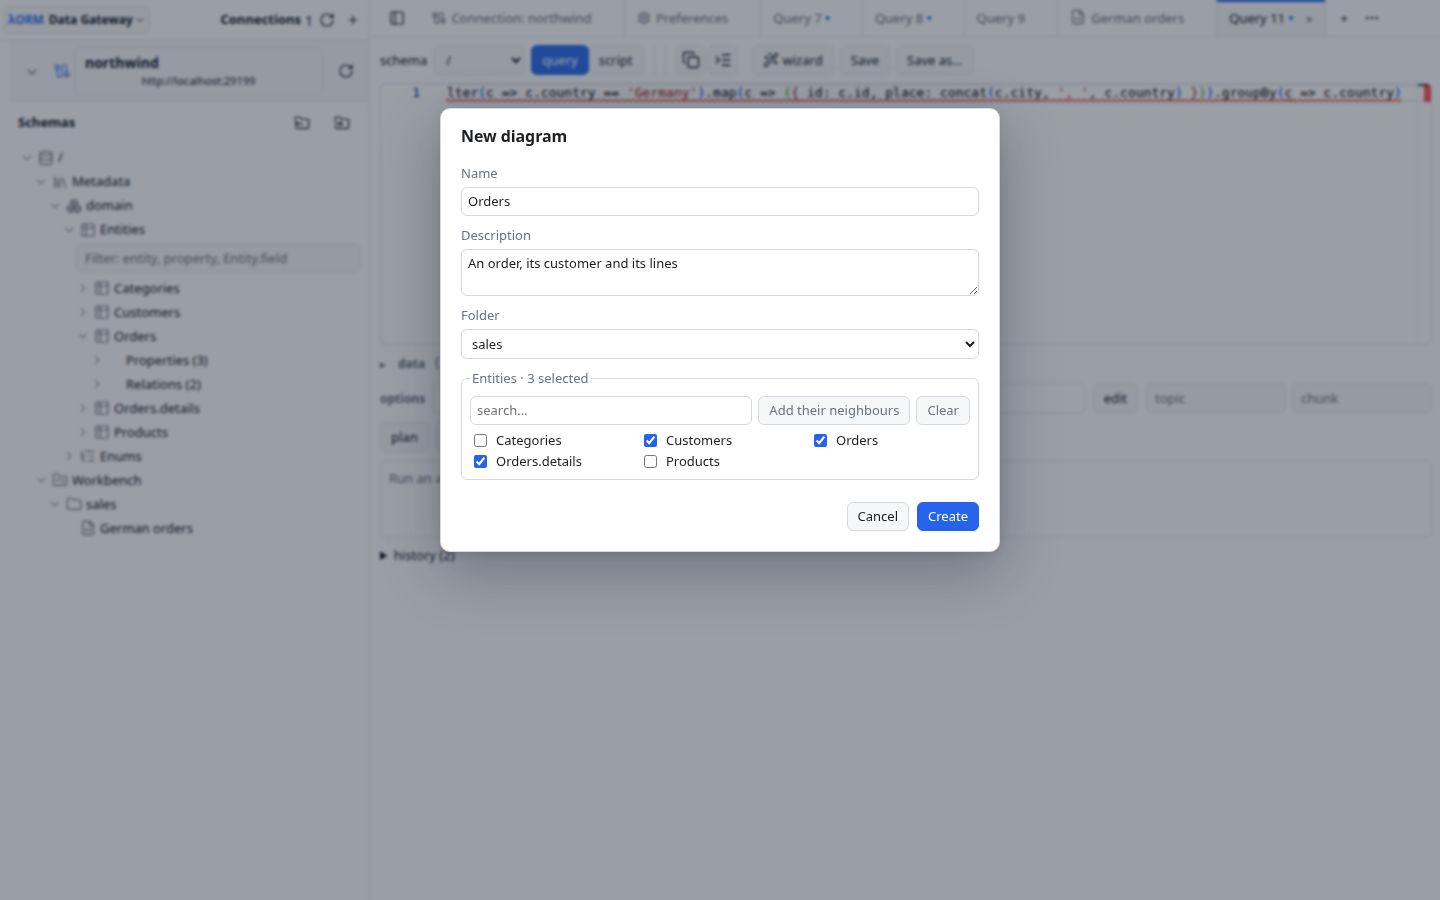 λORM Data Gateway
Connections 1
Connection: northwind
Preferences
Query 7
Query 8
Query 9
German orders
Query 11
northwind
http://localhost:29199
schema
/
query
script
wizard
Save
Save as...
1
lter(c => c.country == 'Germany').map(c => ({ id: c.id, place: concat(c.city, ', ', c.country) })).groupBy(c => c.country)
Schemas
/
Metadata
domain
Entities
Filter: entity, property, Entity.field
Categories
Customers
Orders
Properties (3)
Relations (2)
Orders.details
Products
Enums
Workbench
sales
German orders
data (
options
edit
topic
chunk
plan
Run an a
history (2)
New diagram
Name
Orders
Description
An order, its customer and its lines
Folder
sales
Entities · 3 selected
search...
Add their neighbours
Clear
Categories
Customers
Orders
Orders.details
Products
Cancel
Create